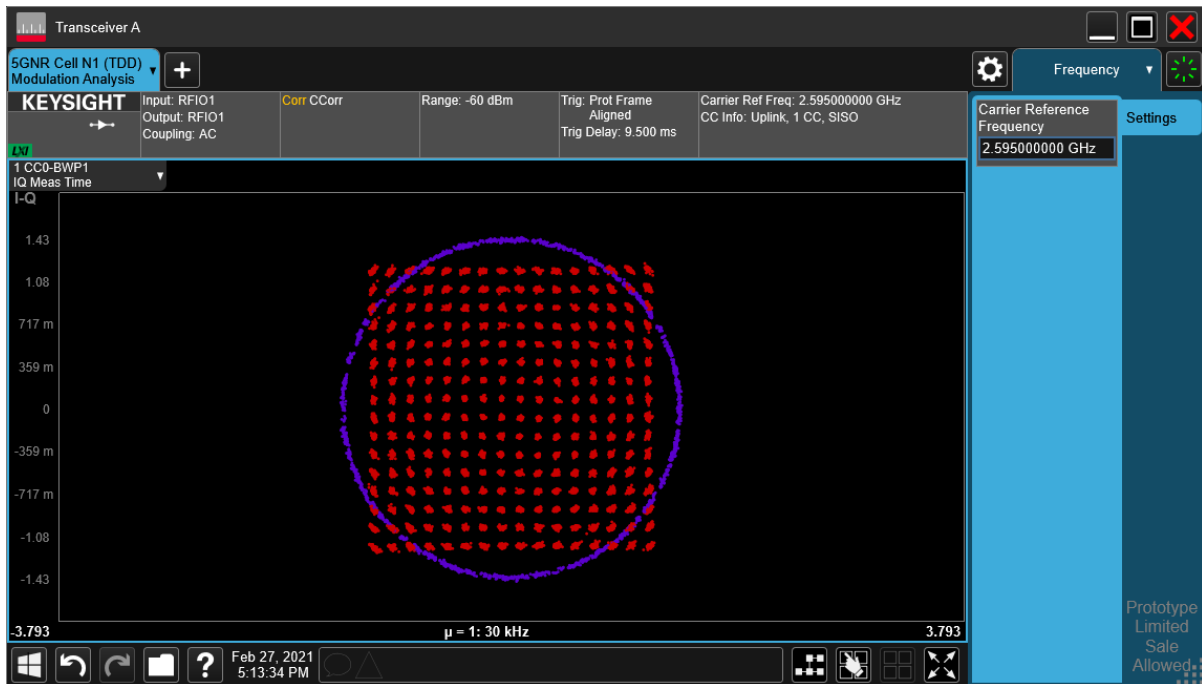 Transceiver A
5GNR Cell N1 (TDD)
Modulation Analysis
+
Frequency
KEYSIGHT
LXI
Input: RFIO1
Output: RFIO1
Coupling: AC
Corr CCorr
Range: -60 dBm
Trig: Prot Frame
Aligned
Trig Delay: 9.500 ms
Carrier Ref Freq: 2.595000000 GHz
CC Info: Uplink, 1 CC, SISO
Carrier Reference
Frequency
2.595000000 GHz
Settings
1 CC0-BWP1
IQ Meas Time
I-Q
1.43
1.08
717 m
359 m
0
-359 m
-717 m
-1.08
-1.43
-3.793
μ = 1: 30 kHz
3.793
?
Feb 27, 2021
5:13:34 PM
Prototype
Limited
Sale
Allowed